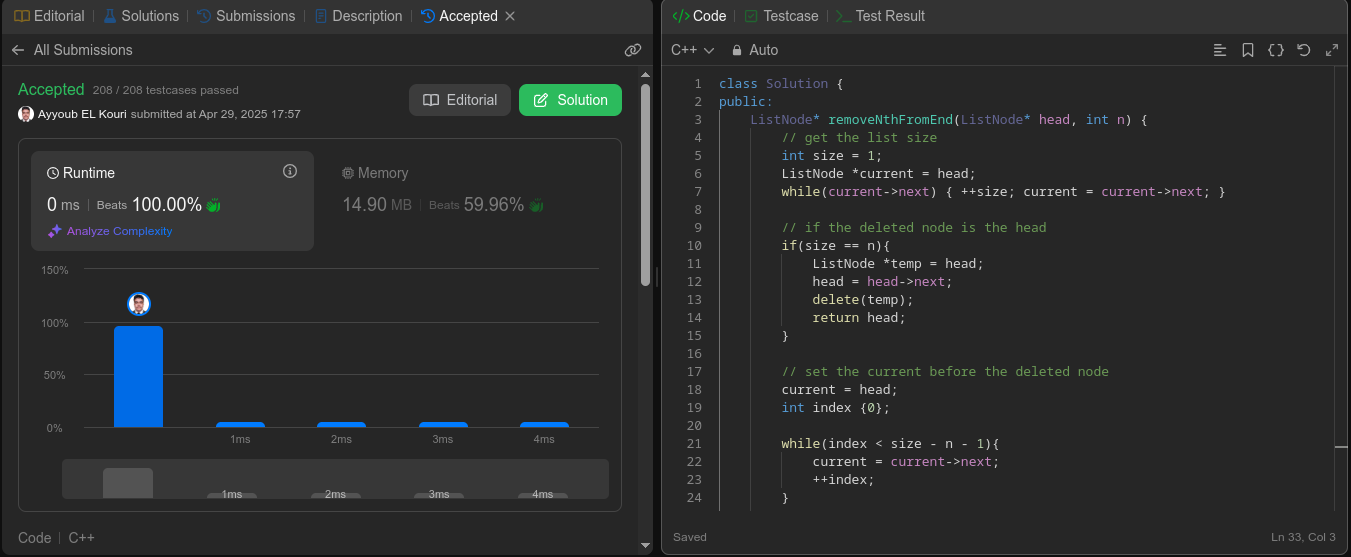 Editorial | Solutions | Submissions | Description | Accepted ×
All Submissions
Accepted 208 / 208 testcases passed
Ayyoub EL Kouri submitted at Apr 29, 2025 17:57
Editorial
Solution
Runtime
0 ms | Beats 100.00%
Analyze Complexity
Memory
14.90 MB | Beats 59.96%
150%
100%
50%
0%
1ms 2ms 3ms 4ms
1ms 2ms 3ms 4ms
Code | C++
</> Code | Testcase | >_ Test Result
C++ Auto
1 class Solution {
2 public:
3     ListNode* removeNthFromEnd(ListNode* head, int n) {
4         // get the list size
5         int size = 1;
6         ListNode *current = head;
7         while(current->next) { ++size; current = current->next; }
8
9         // if the deleted node is the head
10         if(size == n){
11             ListNode *temp = head;
12             head = head->next;
13             delete(temp);
14             return head;
15         }
16
17         // set the current before the deleted node
18         current = head;
19         int index {0};
20
21         while(index < size - n - 1){
22             current = current->next;
23             ++index;
24         }
Saved
Ln 33, Col 3